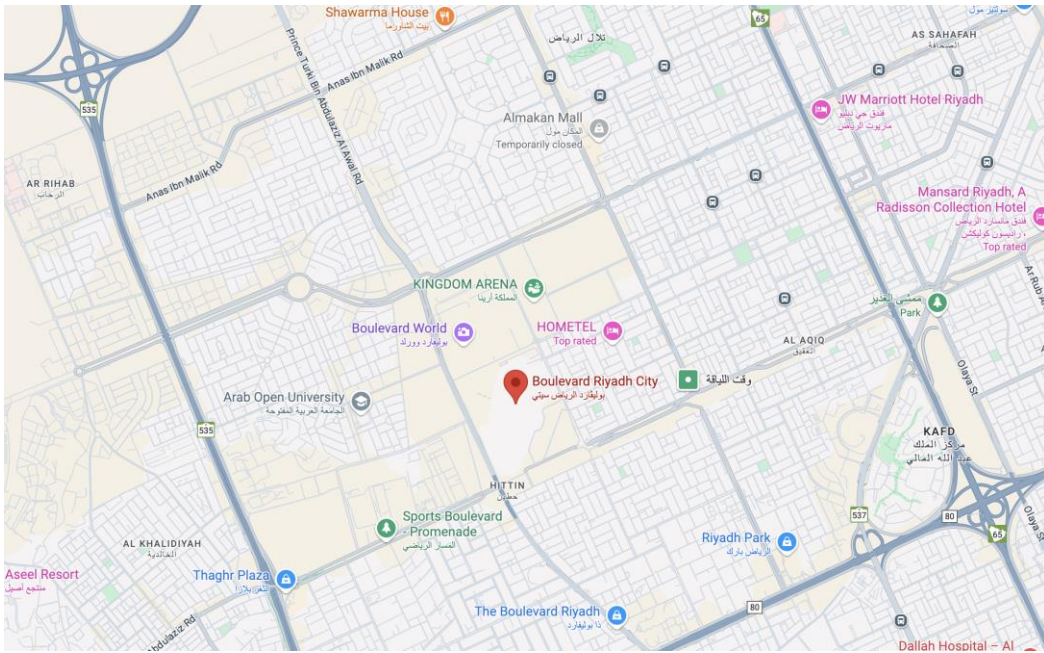 Shawarma House
بيت الشاورما
65
سولتير مول
AS SAHAFAH
الصحافة
تلال الرياض
Prince Turki Bin Abdulaziz Al Awal Rd
Anas Ibn Malik Rd
535
JW Marriott Hotel Riyadh
فندق جي دبليو
ماريوت الرياض
Almakan Mall
المكان مول
Temporarily closed
AR RIHAB
الرحاب
Anas Ibn Malik Rd
Mansard Riyadh, A
Radisson Collection Hotel
فندق مانسارد الرياض
، راديسون كوليكشن
Top rated
KINGDOM ARENA
المملكة أرينا
ممشى الغدير
Park
Boulevard World
بوليفارد وورلد
HOMETEL
Top rated
AL AQIQ
العقيق
Boulevard Riyadh City
بوليفارد الرياض سيتي
وقت اللياقة
Olaya St
Arab Open University
الجامعة العربية المفتوحة
535
KAFD
مركز الملك
عبد الله المالي
HITTIN
حطين
Sports Boulevard
- Promenade
المسار الرياضي
537
80
65
Olaya St
AL KHALIDIYAH
الخالدية
Riyadh Park
الرياض بارك
Aseel Resort
منتجع اصيل
Thaghr Plaza
ثغر بلازا
The Boulevard Riyadh
ذا بوليفارد
80
Dallah Hospital – Al